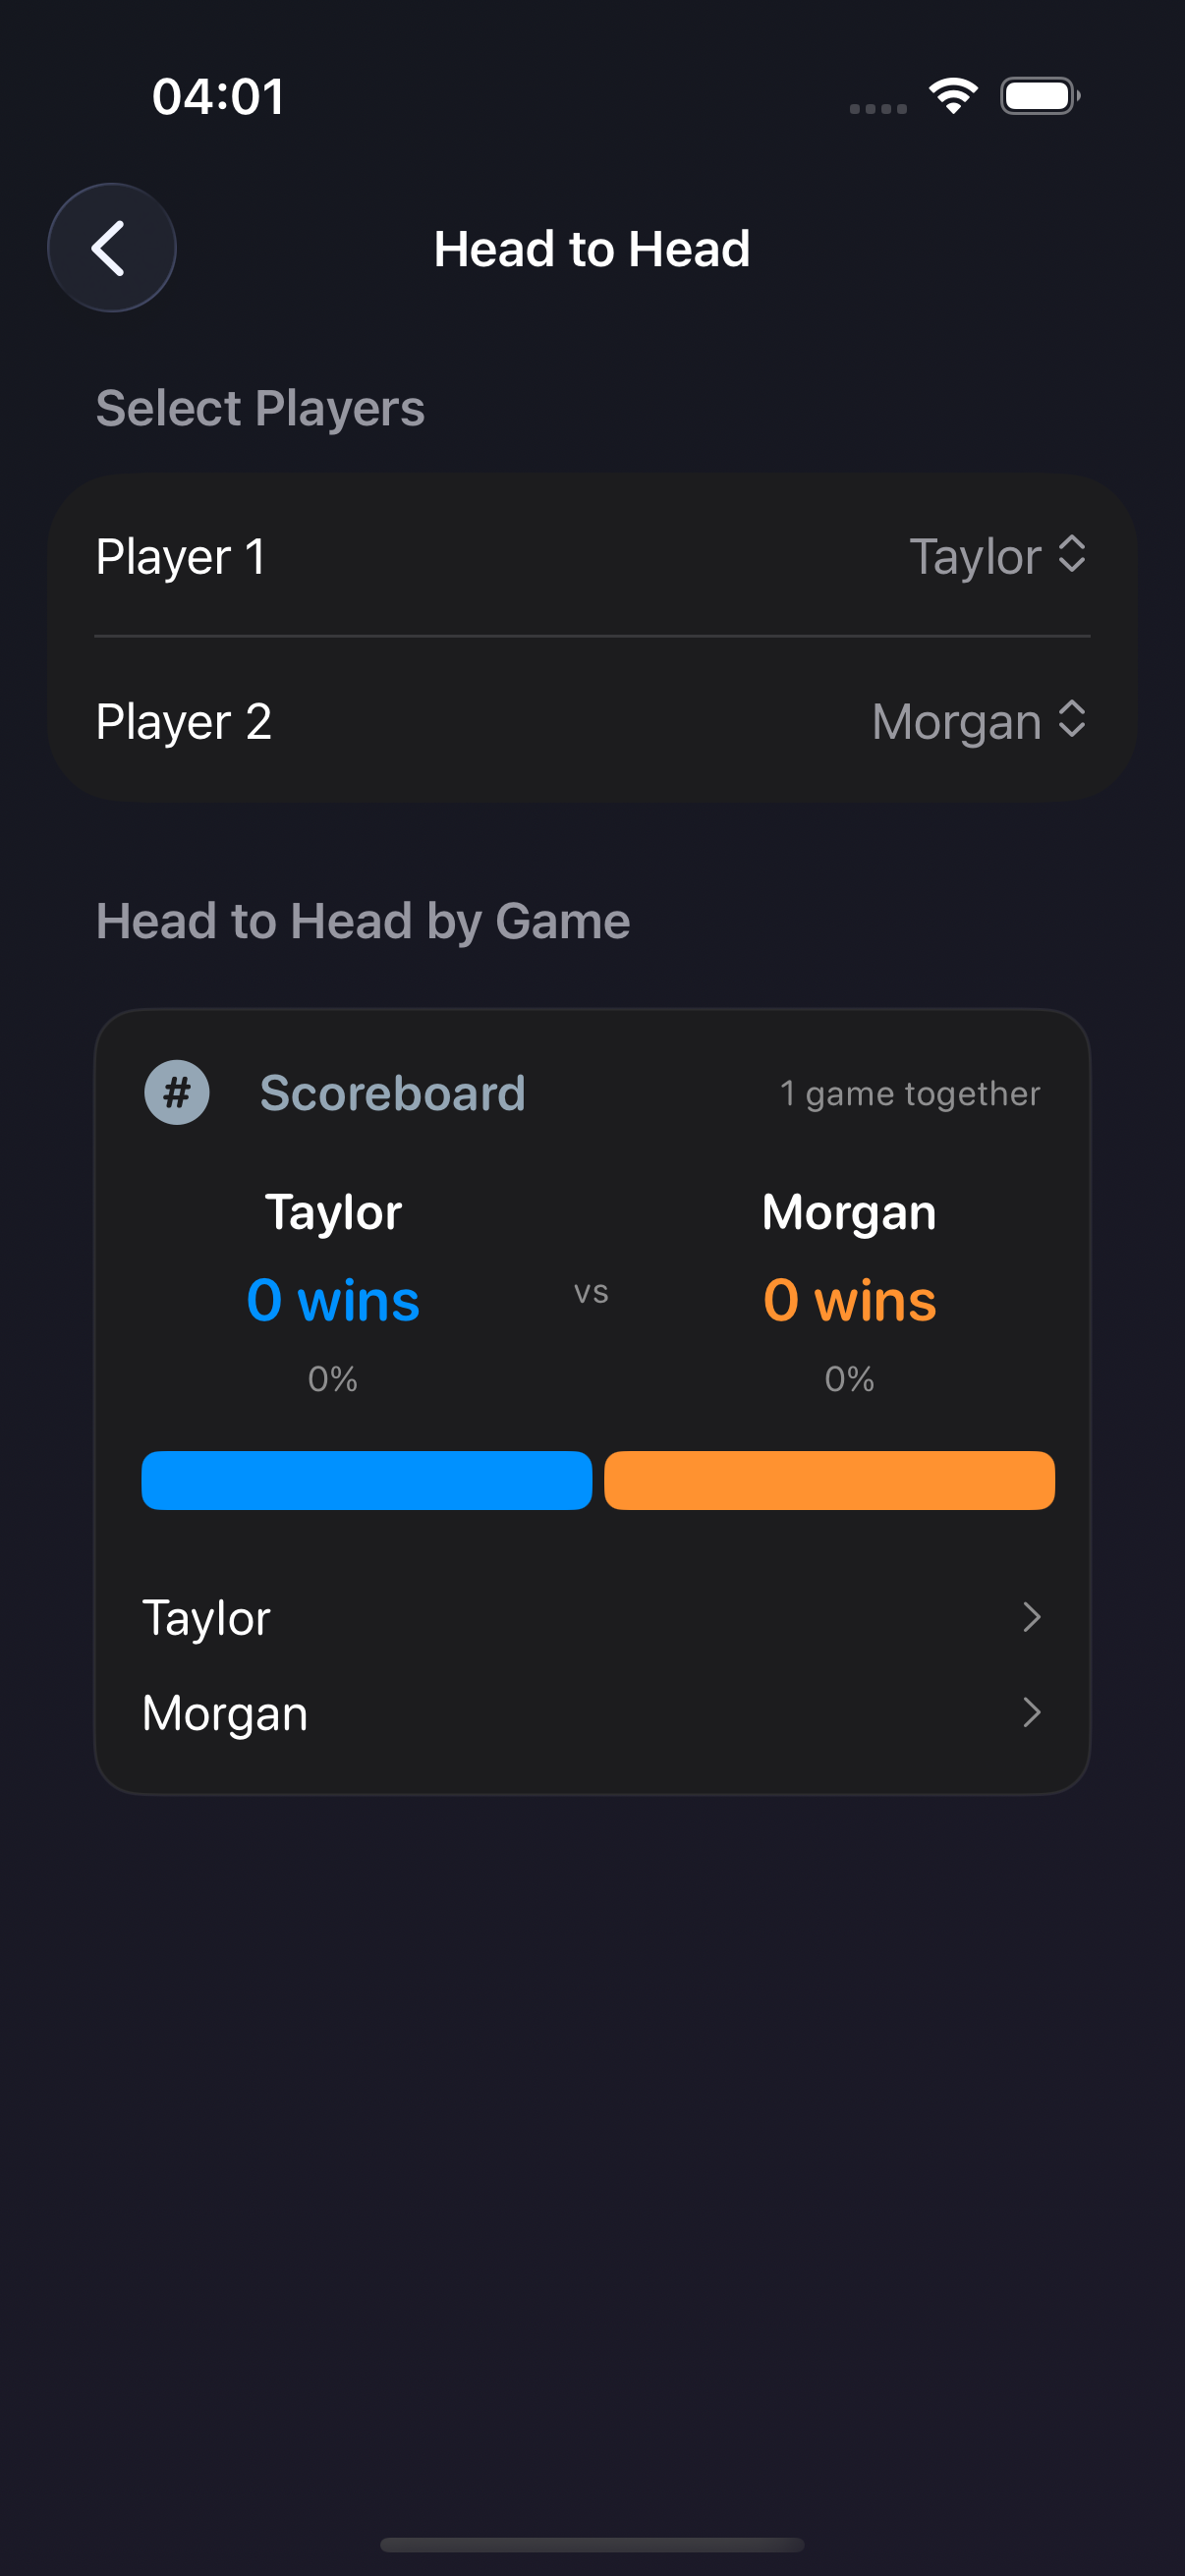 04:01
Head to Head
Select Players
Player 1 Taylor
Player 2 Morgan
Head to Head by Game
# Scoreboard 1 game together
Taylor Morgan
0 wins vs 0 wins
0% 0%
Taylor
Morgan